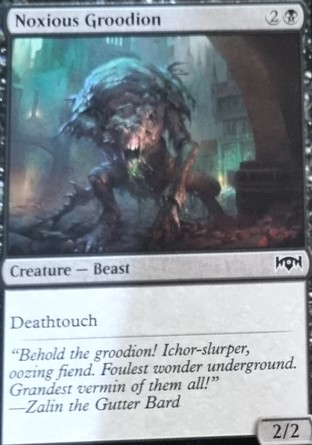 Noxious Groodion 2
Creature — Beast
Deathtouch
"Behold the groodion! Ichor-slurper,
oozing fiend. Foulest wonder underground.
Grandest vermin of them all!"
—Zalin the Gutter Bard
2/2